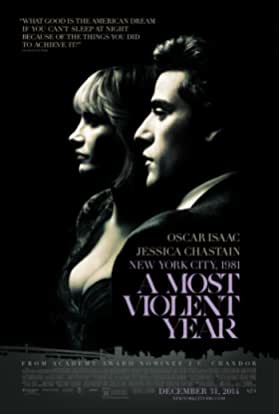 "WHAT GOOD IS THE AMERICAN DREAM
IF YOU CAN'T SLEEP AT NIGHT
BECAUSE OF THE THINGS YOU DID
TO ACHIEVE IT?"
OSCAR ISAAC
JESSICA CHASTAIN
NEW YORK CITY, 1981
A MOST
VIOLENT
YEAR
FROM ACADEMY AWARD NOMINEE J.C. CHANDOR
DECEMBER 31, 2014